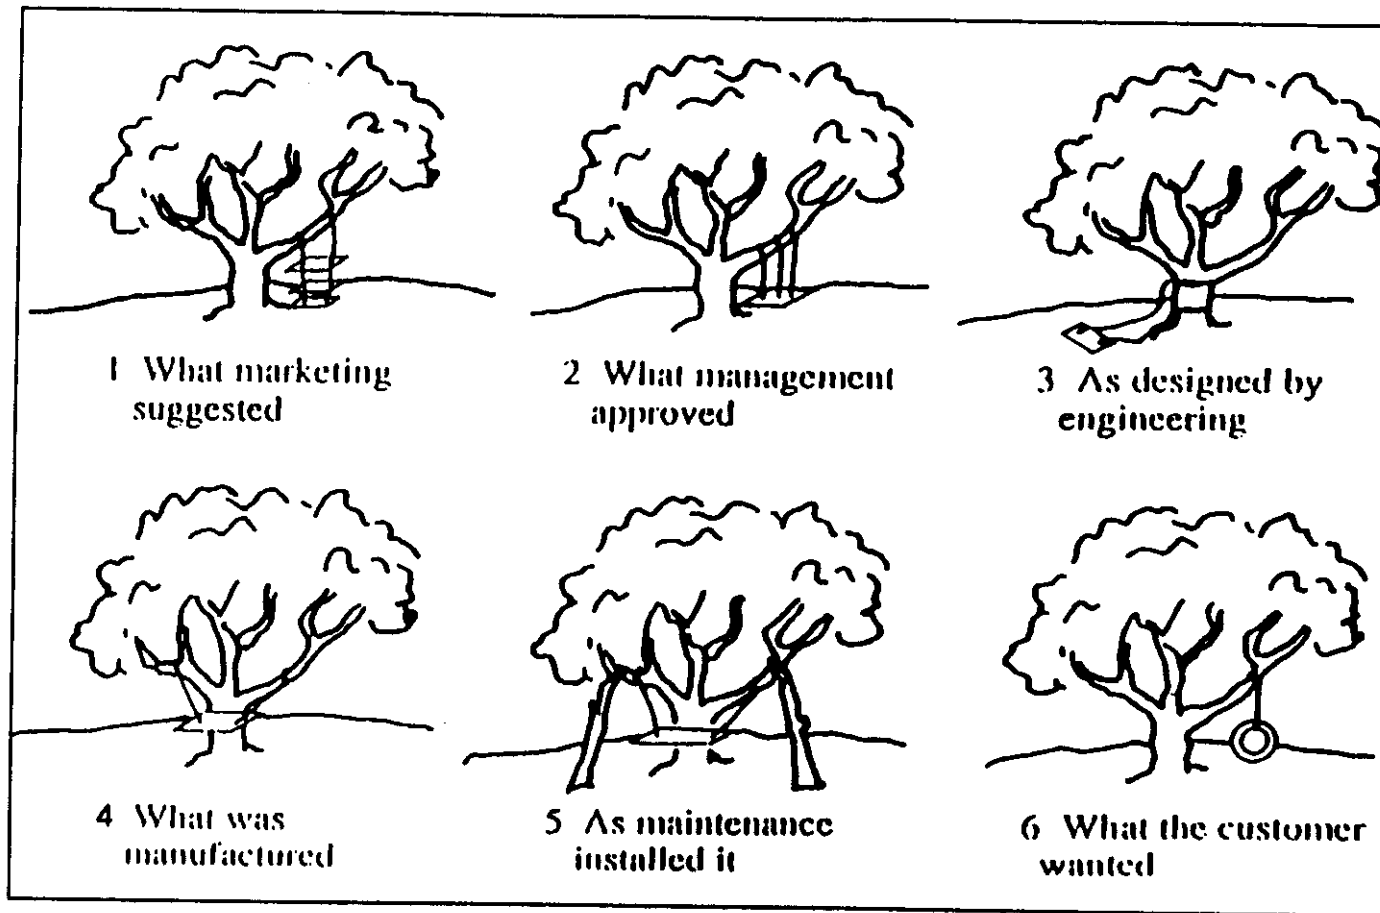 1 What marketing
suggested
2 What management
approved
3 As designed by
engineering
4 What was
manufactured
5 As maintenance
installed it
6 What the customer
wanted